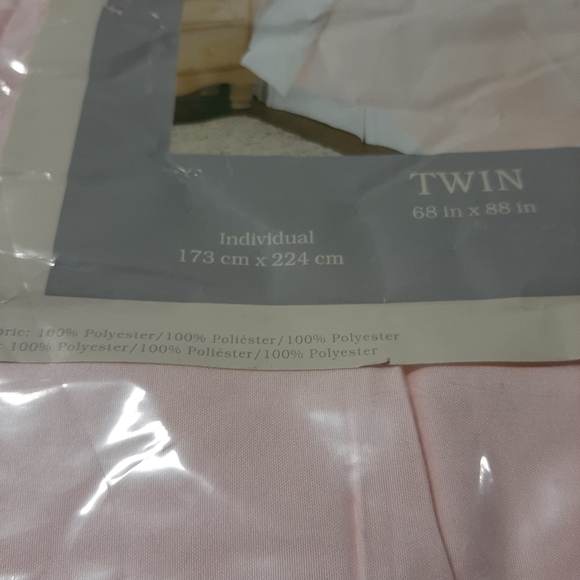 TWIN
68 in x 88 in
Individual
173 cm x 224 cm
ric: 100% Polyester/100% Poliéster/100% Polyester
: 100% Polyester/100% Poliéster/100% Polyester